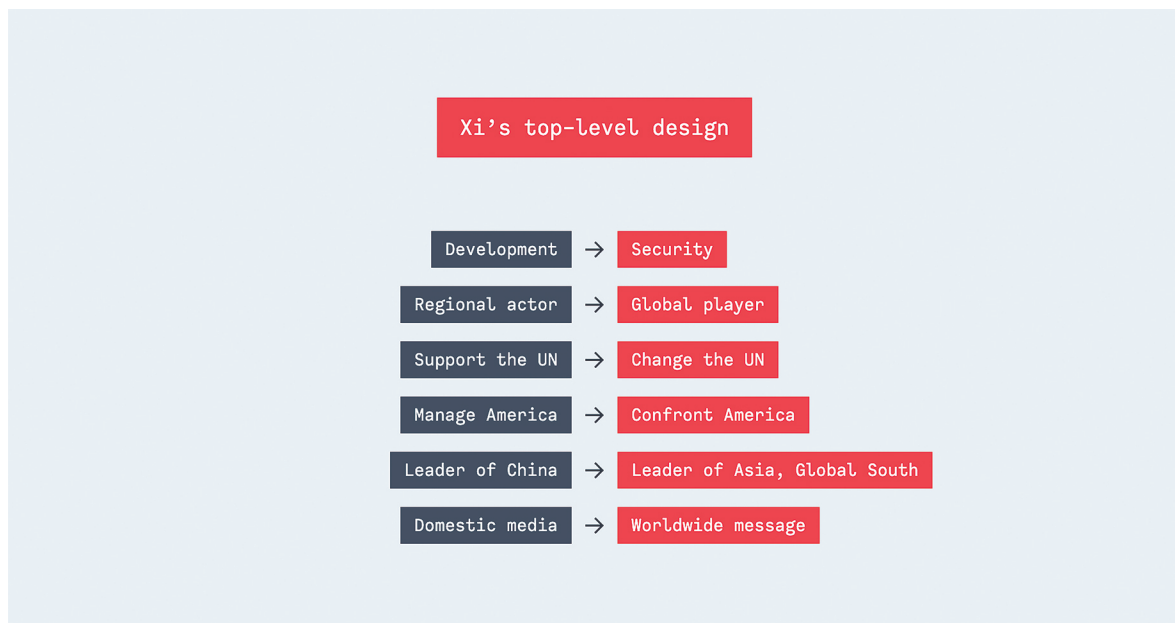 Xi’s top-level design
Development → Security
Regional actor → Global player
Support the UN → Change the UN
Manage America → Confront America
Leader of China → Leader of Asia, Global South
Domestic media → Worldwide message